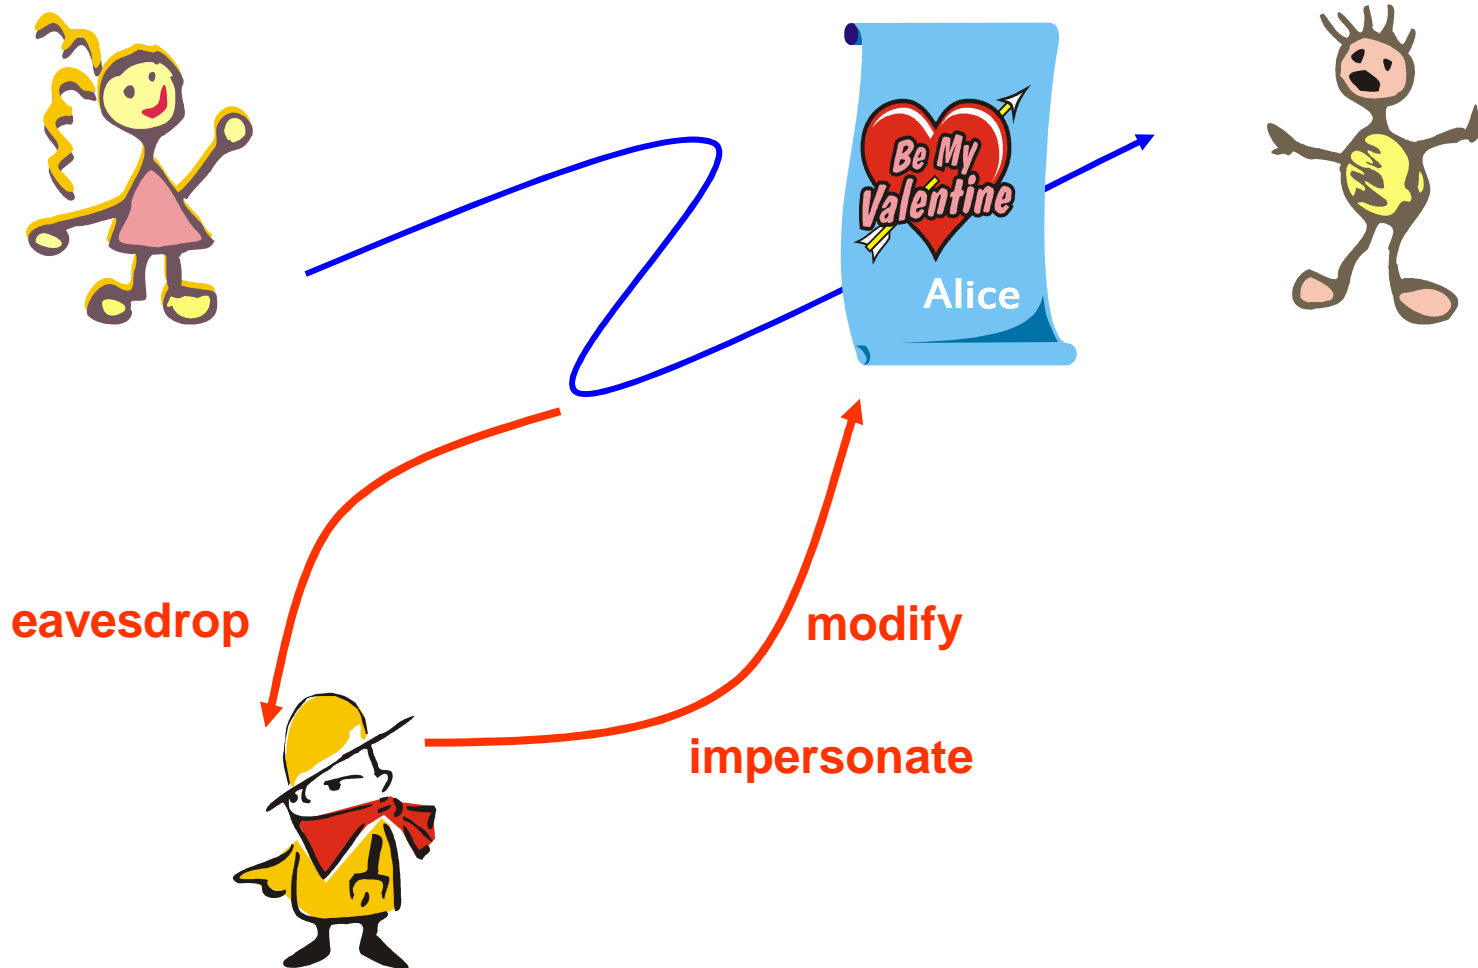 Be My
Valentine
Alice
eavesdrop
modify
impersonate